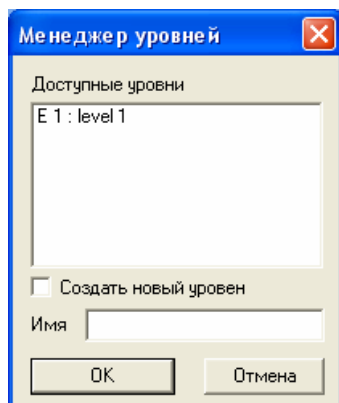 Менеджер уровней
Доступные уровни
E 1 : level 1
Создать новый уровен
Имя
OK Отмена